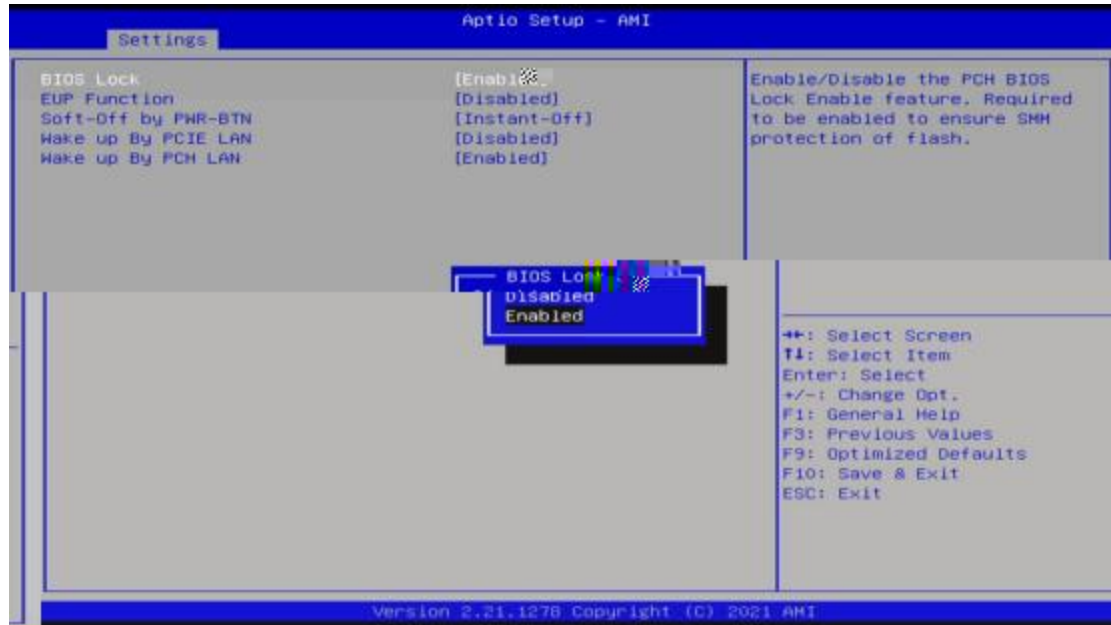 Aptio Setup - AMI
Settings
BIOS Lock [Enabled]
EUP Function [Disabled]
Soft-Off by PWR-BTN [Instant-Off]
Wake up By PCIE LAN [Disabled]
Wake up By PCH LAN [Enabled]
Enable/Disable the PCH BIOS
Lock Enable feature. Required
to be enabled to ensure SMM
protection of flash.
BIOS Lock
Disabled
Enabled
→←: Select Screen
↑↓: Select Item
Enter: Select
+/-: Change Opt.
F1: General Help
F3: Previous Values
F9: Optimized Defaults
F10: Save & Exit
ESC: Exit
Version 2.21.1278 Copyright (C) 2021 AMI